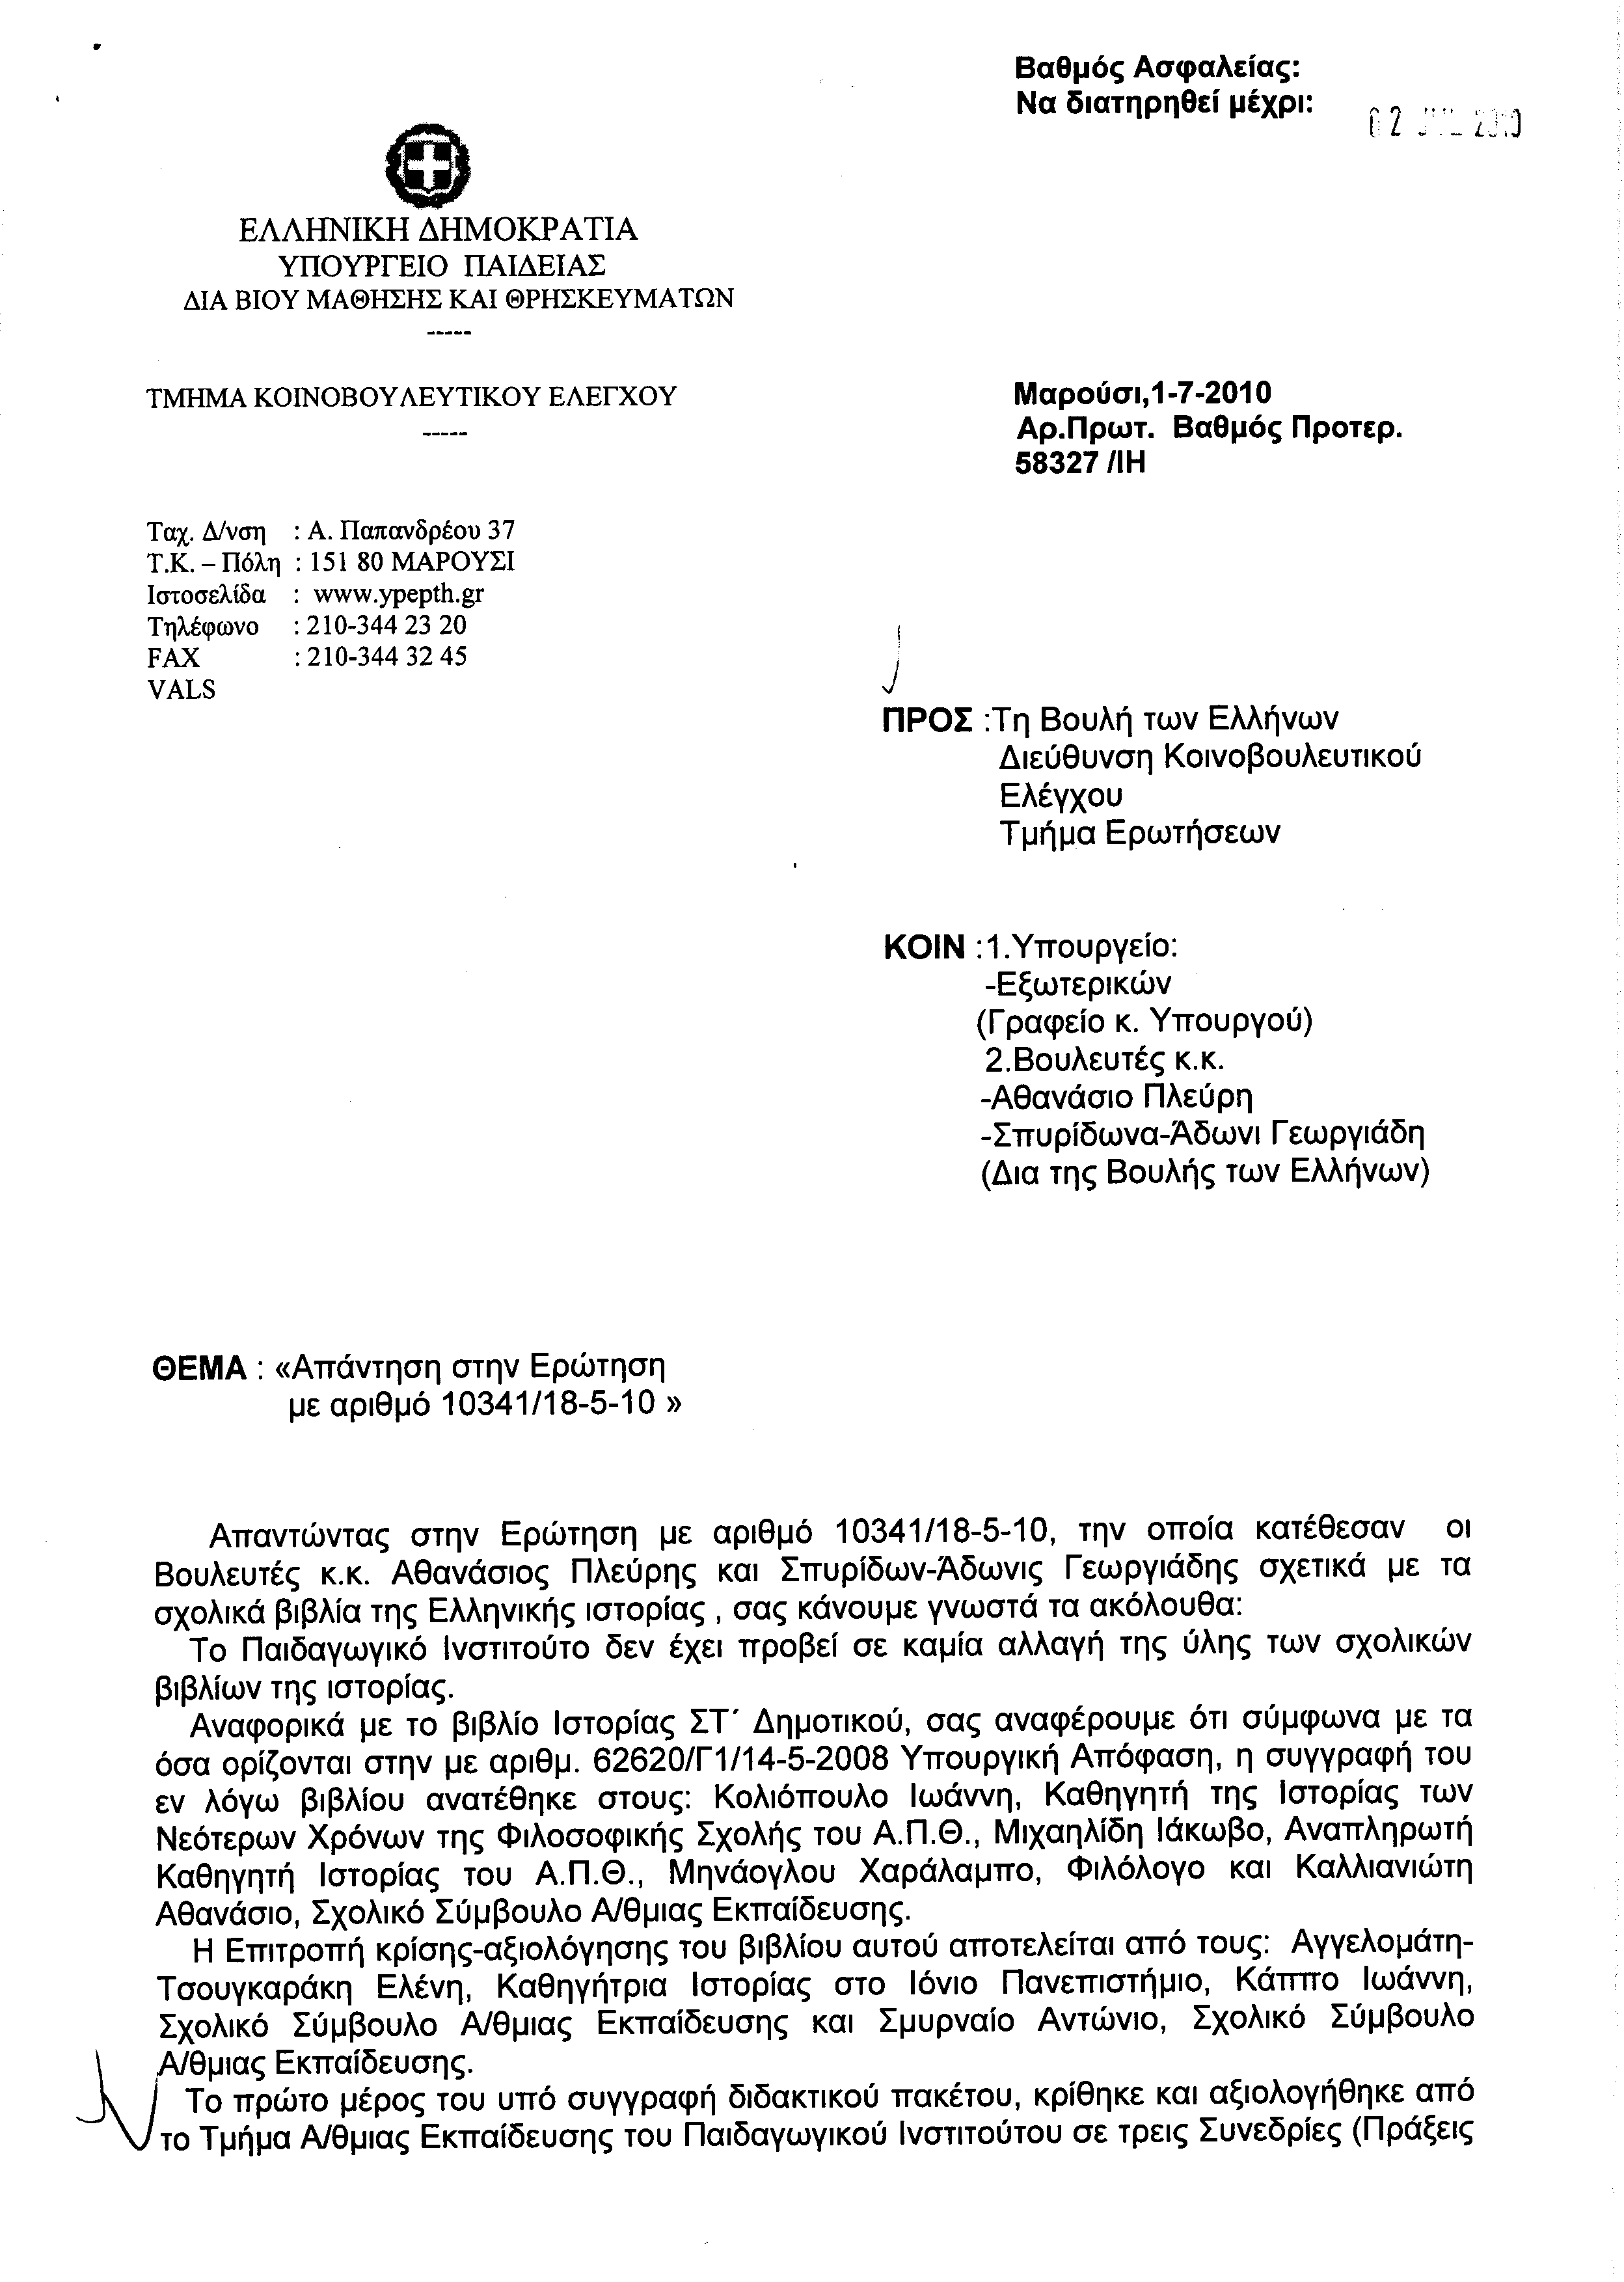 Βαθμός Ασφαλείας:
Να διατηρηθεί μέχρι:
ΕΛΛΗΝΙΚΗ ΔΗΜΟΚΡΑΤΙΑ
ΥΠΟΥΡΓΕΙΟ ΠΑΙΔΕΙΑΣ
ΔΙΑ ΒΙΟΥ ΜΑΘΗΣΗΣ ΚΑΙ ΘΡΗΣΚΕΥΜΑΤΩΝ
-----
ΤΜΗΜΑ ΚΟΙΝΟΒΟΥΛΕΥΤΙΚΟΥ ΕΛΕΓΧΟΥ
-----
Μαρούσι,1-7-2010
Αρ.Πρωτ. Βαθμός Προτερ.
58327 /ΙΗ
Ταχ. Δ/νση : Α. Παπανδρέου 37
Τ.Κ. – Πόλη : 151 80 ΜΑΡΟΥΣΙ
Ιστοσελίδα : www.ypepth.gr
Τηλέφωνο : 210-344 23 20
FAX : 210-344 32 45
VALS
ΠΡΟΣ :Τη Βουλή των Ελλήνων
Διεύθυνση Κοινοβουλευτικού
Ελέγχου
Τμήμα Ερωτήσεων
ΚΟΙΝ :1.Υπουργείο:
-Εξωτερικών
(Γραφείο κ. Υπουργού)
2.Βουλευτές κ.κ.
-Αθανάσιο Πλεύρη
-Σπυρίδωνα-Άδωνι Γεωργιάδη
(Δια της Βουλής των Ελλήνων)
ΘΕΜΑ : «Απάντηση στην Ερώτηση
με αριθμό 10341/18-5-10 »
Απαντώντας στην Ερώτηση με αριθμό 10341/18-5-10, την οποία κατέθεσαν οι
Βουλευτές κ.κ. Αθανάσιος Πλεύρης και Σπυρίδων-Άδωνις Γεωργιάδης σχετικά με τα
σχολικά βιβλία της Ελληνικής ιστορίας , σας κάνουμε γνωστά τα ακόλουθα:
Το Παιδαγωγικό Ινστιτούτο δεν έχει προβεί σε καμία αλλαγή της ύλης των σχολικών
βιβλίων της ιστορίας.
Αναφορικά με το βιβλίο Ιστορίας ΣΤ΄ Δημοτικού, σας αναφέρουμε ότι σύμφωνα με τα
όσα ορίζονται στην με αριθμ. 62620/Γ1/14-5-2008 Υπουργική Απόφαση, η συγγραφή του
εν λόγω βιβλίου ανατέθηκε στους: Κολιόπουλο Ιωάννη, Καθηγητή της Ιστορίας των
Νεότερων Χρόνων της Φιλοσοφικής Σχολής του Α.Π.Θ., Μιχαηλίδη Ιάκωβο, Αναπληρωτή
Καθηγητή Ιστορίας του Α.Π.Θ., Μηνάογλου Χαράλαμπο, Φιλόλογο και Καλλιανιώτη
Αθανάσιο, Σχολικό Σύμβουλο Α/θμιας Εκπαίδευσης.
Η Επιτροπή κρίσης-αξιολόγησης του βιβλίου αυτού αποτελείται από τους: Αγγελομάτη-
Τσουγκαράκη Ελένη, Καθηγήτρια Ιστορίας στο Ιόνιο Πανεπιστήμιο, Κάππο Ιωάννη,
Σχολικό Σύμβουλο Α/θμιας Εκπαίδευσης και Σμυρναίο Αντώνιο, Σχολικό Σύμβουλο
Α/θμιας Εκπαίδευσης.
Το πρώτο μέρος του υπό συγγραφή διδακτικού πακέτου, κρίθηκε και αξιολογήθηκε από
το Τμήμα Α/θμιας Εκπαίδευσης του Παιδαγωγικού Ινστιτούτου σε τρεις Συνεδρίες (Πράξεις